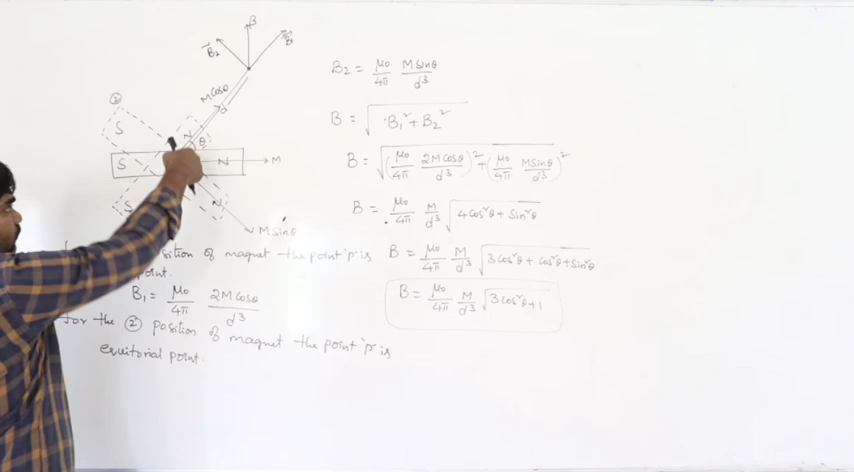 B
B₁
B₂
M cosθ
d
②
S
N
θ
S
N
M
S
N
M sinθ
sition of magnet the point 'p' is
point.
B₁ = μ₀/4π 2M cosθ/d³
for the ② position of magnet the point 'p' is
equitorial point.
B₂ = μ₀/4π M sinθ/d³
B = √(B₁² + B₂²)
B = √((μ₀/4π 2M cosθ/d³)² + (μ₀/4π M sinθ/d³)²)
B = μ₀/4π M/d³ √(4cos²θ + sin²θ)
B = μ₀/4π M/d³ √(3cos²θ + cos²θ + sin²θ)
B = μ₀/4π M/d³ √(3cos²θ + 1)